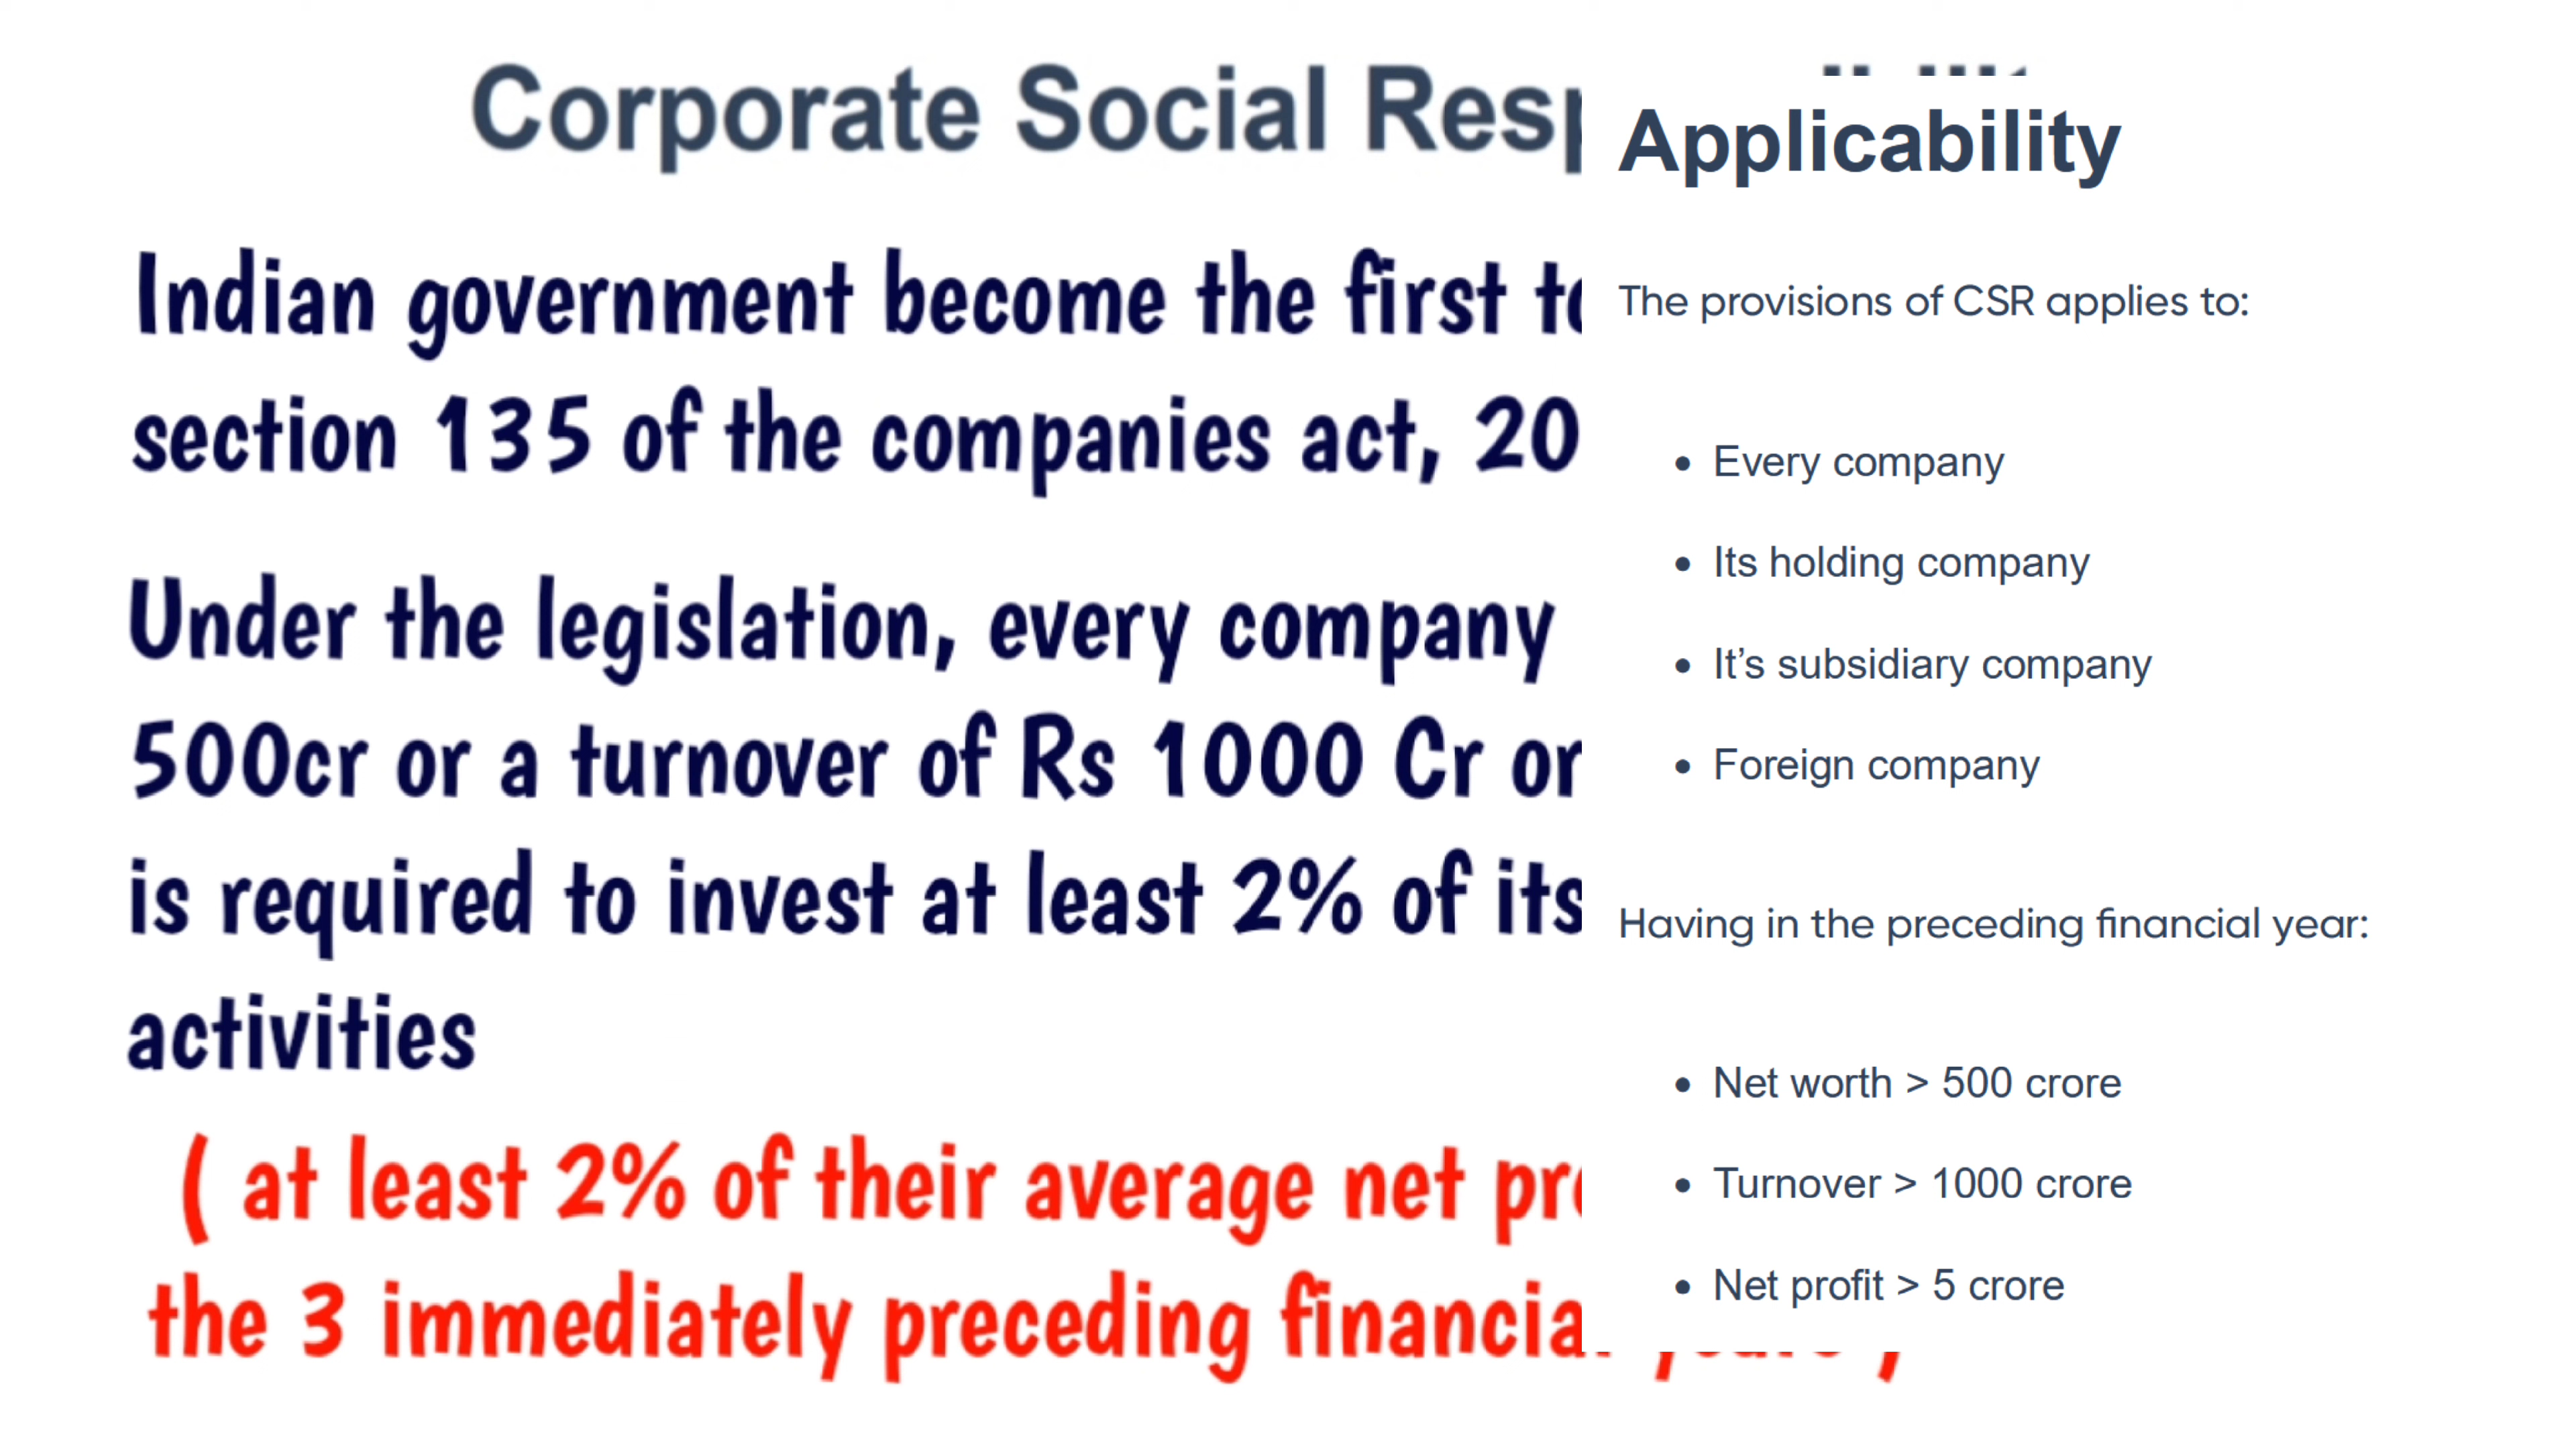 Corporate Social
Indian government become the first
section 135 of the companies act,
Under the legislation, every company
500cr or a turnover of Rs 1000 Cr or
is required to invest at least 2% of its
activities
( at least 2% of their average net
the 3 immediately preceding
Applicability
The provisions of CSR applies to:
• Every company
• Its holding company
• It’s subsidiary company
• Foreign company
Having in the preceding financial year:
• Net worth > 500 crore
• Turnover > 1000 crore
• Net profit > 5 crore